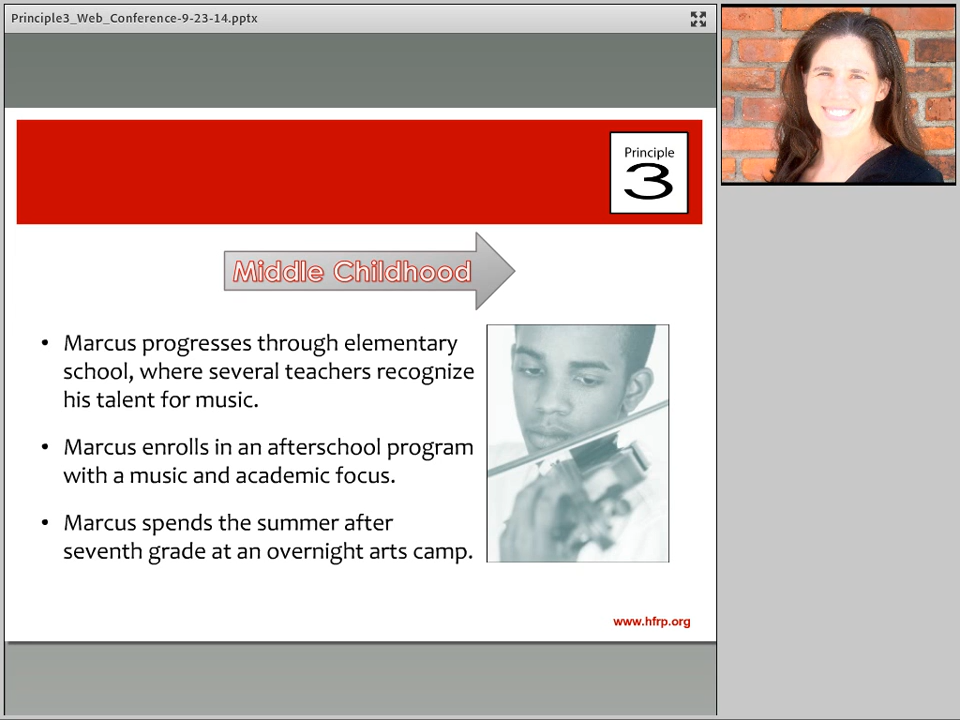 Principle3_Web_Conference-9-23-14.pptx
Principle
3
Middle Childhood
• Marcus progresses through elementary
school, where several teachers recognize
his talent for music.
• Marcus enrolls in an afterschool program
with a music and academic focus.
• Marcus spends the summer after
seventh grade at an overnight arts camp.
www.hfrp.org